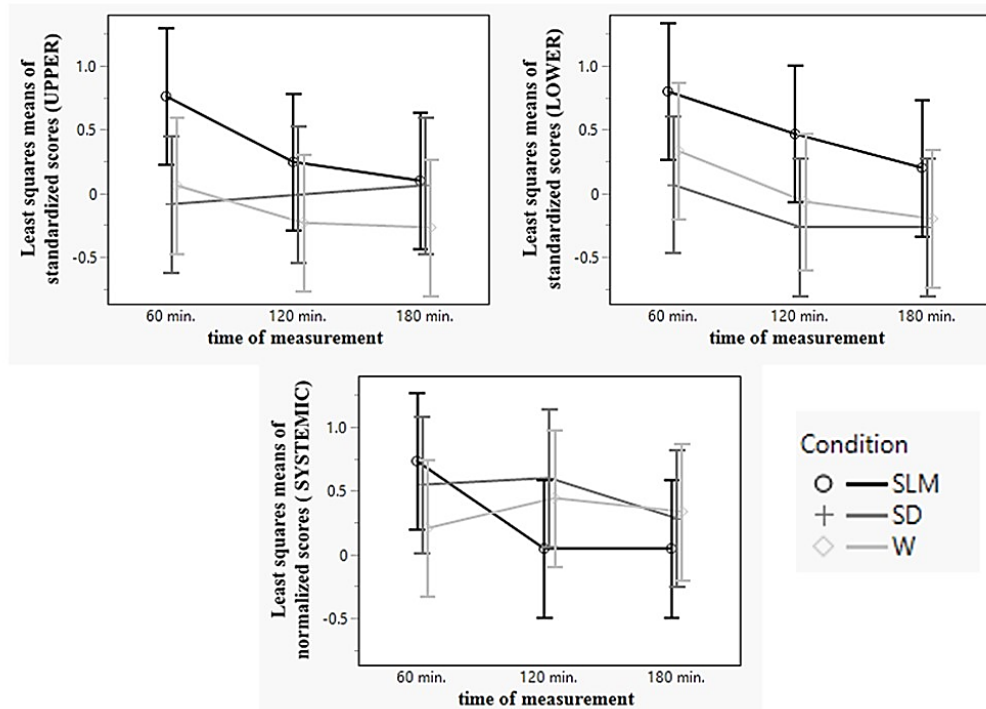 Least squares means of
standardized scores (UPPER)
1.0
0.5
0
-0.5
60 min.
120 min.
180 min.
time of measurement
Least squares means of
standardized scores (LOWER)
1.0
0.5
0
-0.5
60 min.
120 min.
180 min.
time of measurement
Least squares means of
normalized scores ( SYSTEMIC)
1.0
0.5
0
-0.5
60 min.
120 min.
180 min.
time of measurement
Condition
SLM
SD
W